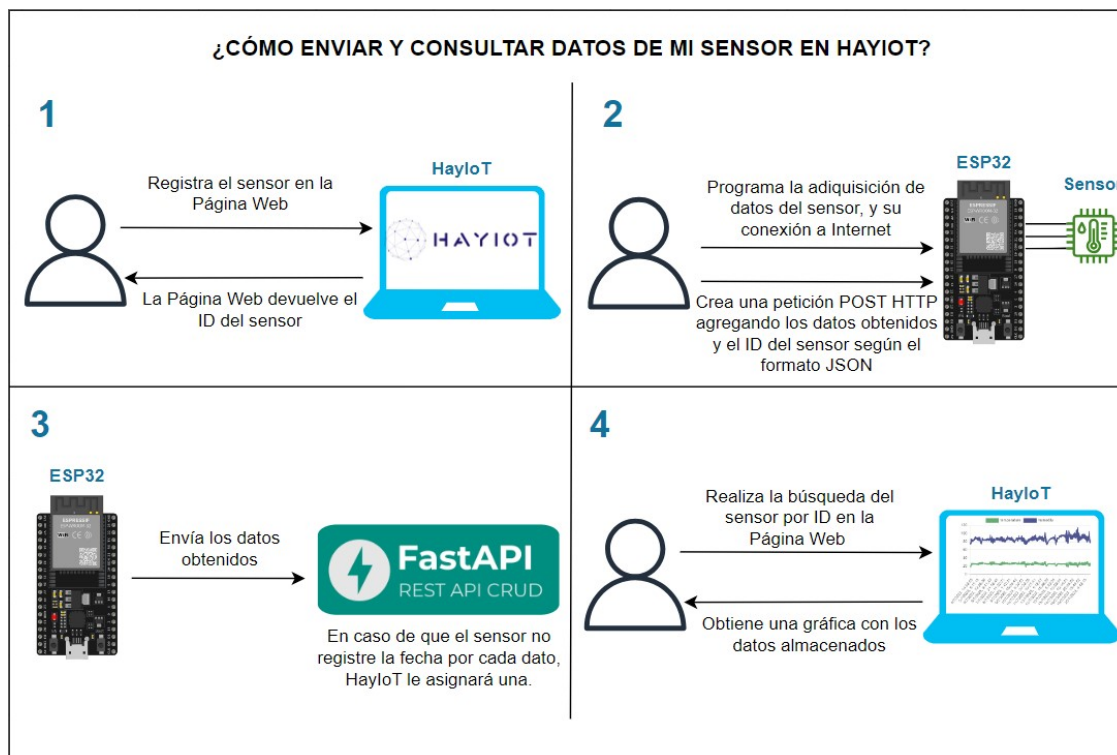 ¿CÓMO ENVIAR Y CONSULTAR DATOS DE MI SENSOR EN HAYIOT?
1
HayIoT
Registra el sensor en la
Página Web
HAYIOT
La Página Web devuelve el
ID del sensor
2
ESP32
Sensor
Programa la adiquisición de
datos del sensor, y su
conexión a Internet
Crea una petición POST HTTP
agregando los datos obtenidos
y el ID del sensor según el
formato JSON
3
ESP32
Envía los datos
obtenidos
FastAPI
REST API CRUD
En caso de que el sensor no
registre la fecha por cada dato,
HayIoT le asignará una.
4
HayIoT
Realiza la búsqueda del
sensor por ID en la
Página Web
Obtiene una gráfica con los
datos almacenados